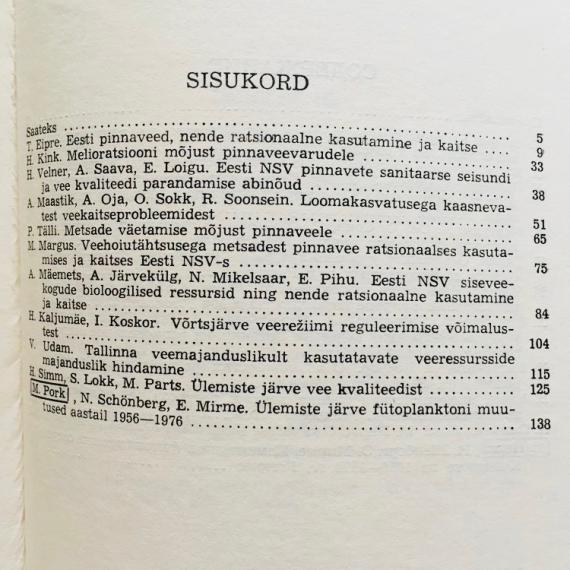 SISUKORD
Saateks . . . . . . . . . . . . . . . . . . . . . . . . . . . . . . 5
T. Eipre. Eesti pinnaveed, nende ratsionaalne kasutamine ja kaitse . . . 9
H. Kink. Melioratsiooni mõjust pinnaveevarudele . . . . . . . . . . . 33
H. Velner, A. Saava, E. Loigu. Eesti NSV pinnavete sanitaarse seisundi
ja vee kvaliteedi parandamise abinõud . . . . . . . . . . . . . . 38
A. Maastik, A. Oja, O. Sokk, R. Soonsein. Loomakasvatusega kaasneva-
test veekaitseprobleemidest . . . . . . . . . . . . . . . . . . . 51
P. Tälli. Metsade väetamise mõjust pinnaveele . . . . . . . . . . . . 65
M. Margus. Veehoiutähtsusega metsadest pinnavee ratsionaalses kasuta-
mises ja kaitses Eesti NSV-s . . . . . . . . . . . . . . . . . . 75
A. Mäemets, A. Järvekülg, N. Mikelsaar, E. Pihu. Eesti NSV siseve-
kogude bioloogilised ressursid ning nende ratsionaalne kasutamine
ja kaitse . . . . . . . . . . . . . . . . . . . . . . . . . . . . 84
H. Kaljumäe, I. Koskor. Võrtsjärve veerežiimi reguleerimise võimalus-
test . . . . . . . . . . . . . . . . . . . . . . . . . . . . . . 104
V. Udam. Tallinna veemajanduslikult kasutatavate veeressursside
majanduslik hindamine . . . . . . . . . . . . . . . . . . . . . 115
H. Simm, S. Lokk, M. Parts. Ülemiste järve vee kvaliteedist . . . . . . 125
M. Pork , N. Schönberg, E. Mirme. Ülemiste järve fütoplanktoni muu-
tused aastail 1956—1976 . . . . . . . . . . . . . . . . . . . . 138